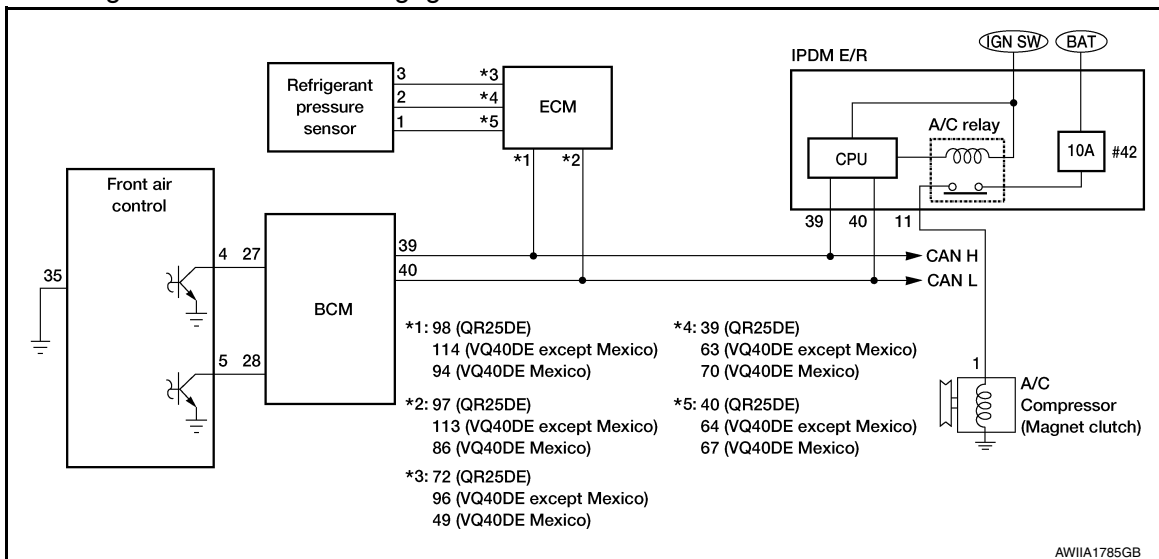 IGN SW
BAT
IPDM E/R
Refrigerant
pressure
sensor
3
2
1
*3
*4
*5
ECM
*1
*2
A/C relay
CPU
10A
#42
39
40
11
Front air
control
35
4
27
5
28
BCM
39
40
CAN H
CAN L
*1: 98 (QR25DE)
114 (VQ40DE except Mexico)
94 (VQ40DE Mexico)
*2: 97 (QR25DE)
113 (VQ40DE except Mexico)
86 (VQ40DE Mexico)
*3: 72 (QR25DE)
96 (VQ40DE except Mexico)
49 (VQ40DE Mexico)
*4: 39 (QR25DE)
63 (VQ40DE except Mexico)
70 (VQ40DE Mexico)
*5: 40 (QR25DE)
64 (VQ40DE except Mexico)
67 (VQ40DE Mexico)
1
A/C
Compressor
(Magnet clutch)
AWIIA1785GB